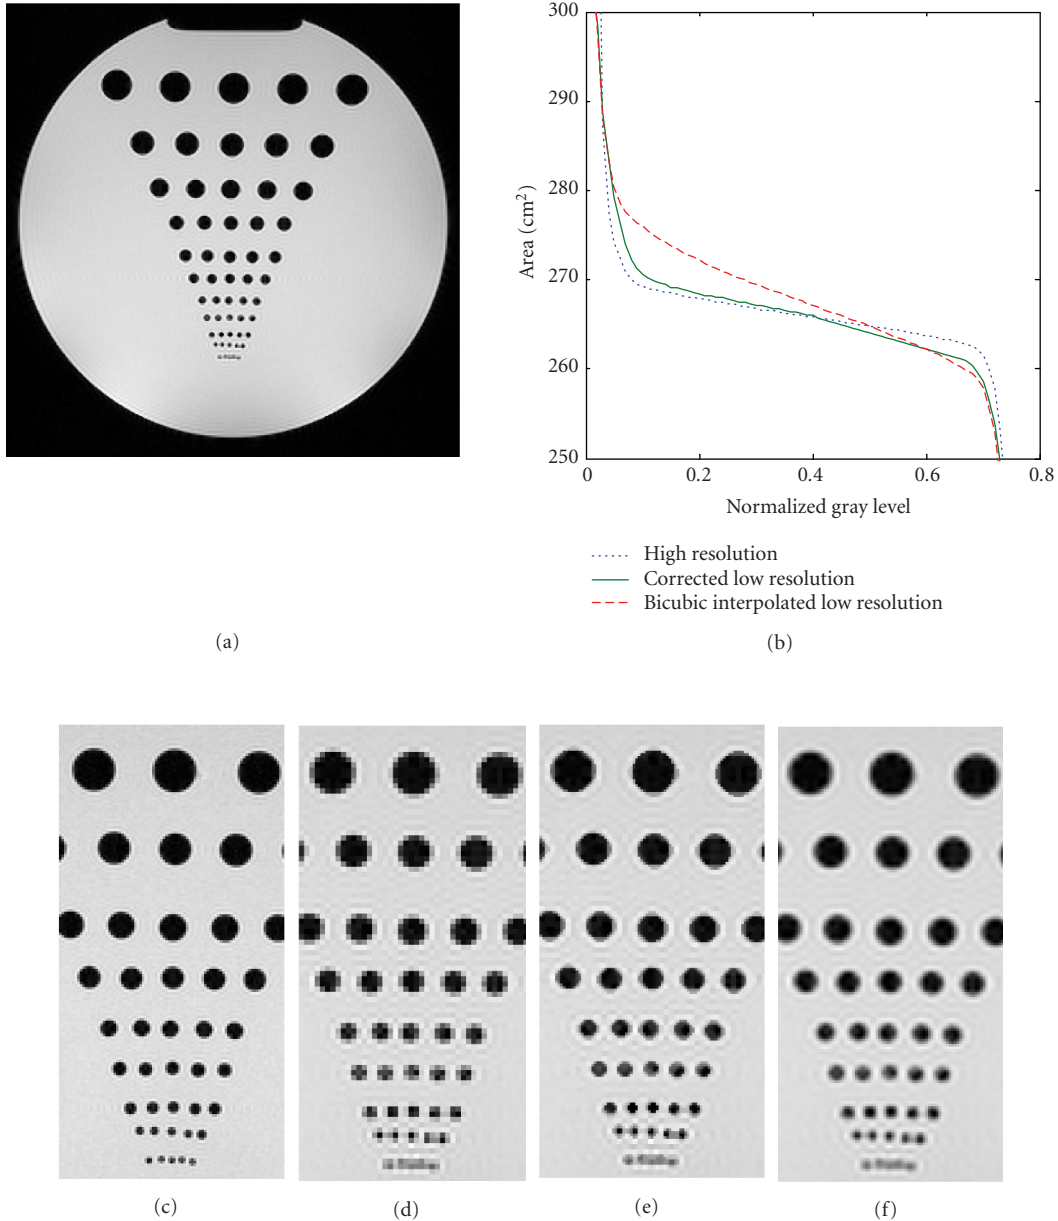 300
290
280
270
260
250
Area (cm²)
0
0.2
0.4
0.6
0.8
Normalized gray level
High resolution
Corrected low resolution
Bicubic interpolated low resolution
(a)
(b)
(c)
(d)
(e)
(f)